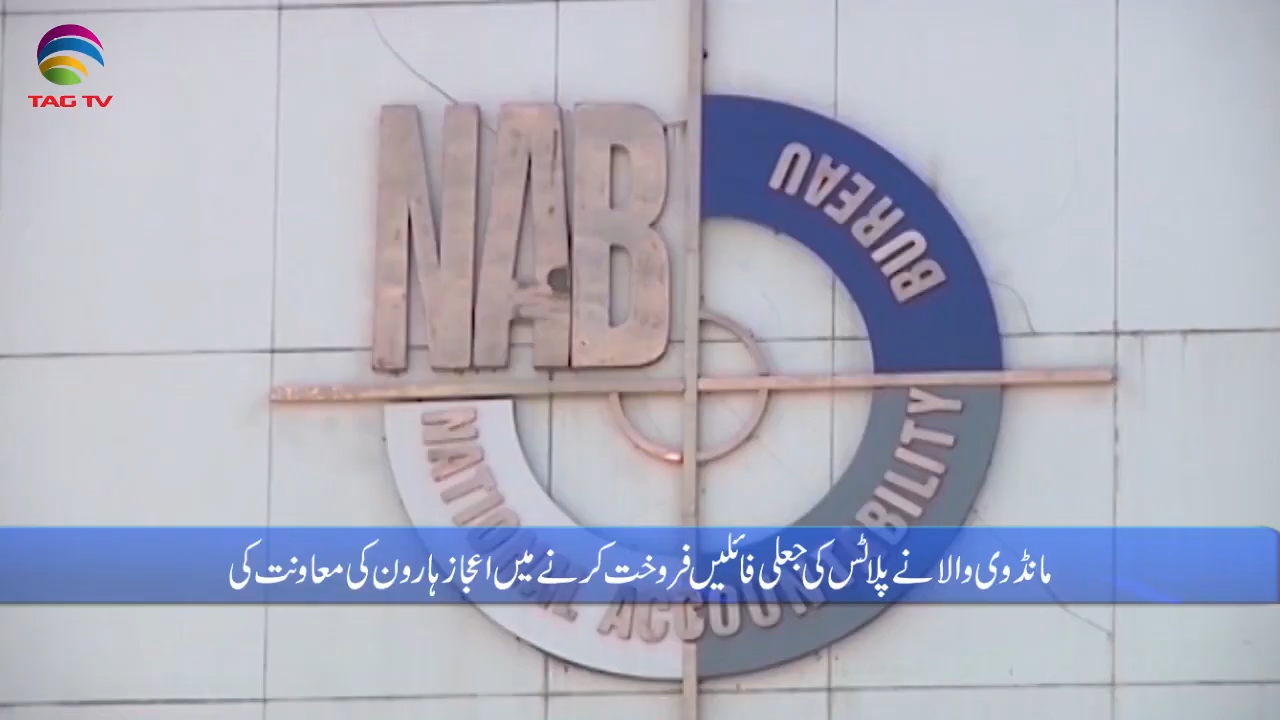 TAG TV
NAB
NATIONAL ACCOUNTABILITY
BUREAU
مانڈوی والا نے پلاٹس کی جعلی فائلیں فروخت کرنے میں اعجاز ہارون کی معاونت کی